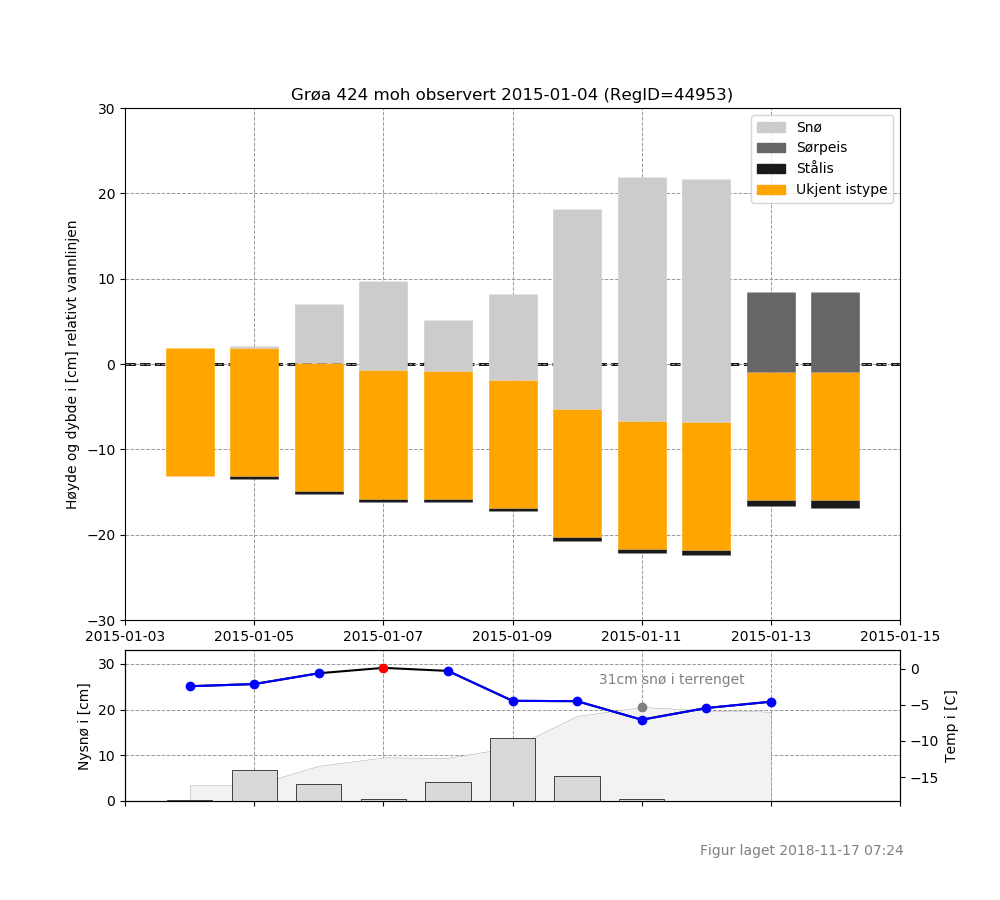 Grøa 424 moh observert 2015-01-04 (RegID=44953)
Høyde og dybde i [cm] relativt vannlinjen
30
20
10
0
−10
−20
−30
Snø
Sørpeis
Stålis
Ukjent istype
2015-01-03 2015-01-05 2015-01-07 2015-01-09 2015-01-11 2015-01-13 2015-01-15
Nysnø i [cm]
30
20
10
0
31cm snø i terrenget
0
−5
−10
−15
Temp i [C]
Figur laget 2018-11-17 07:24